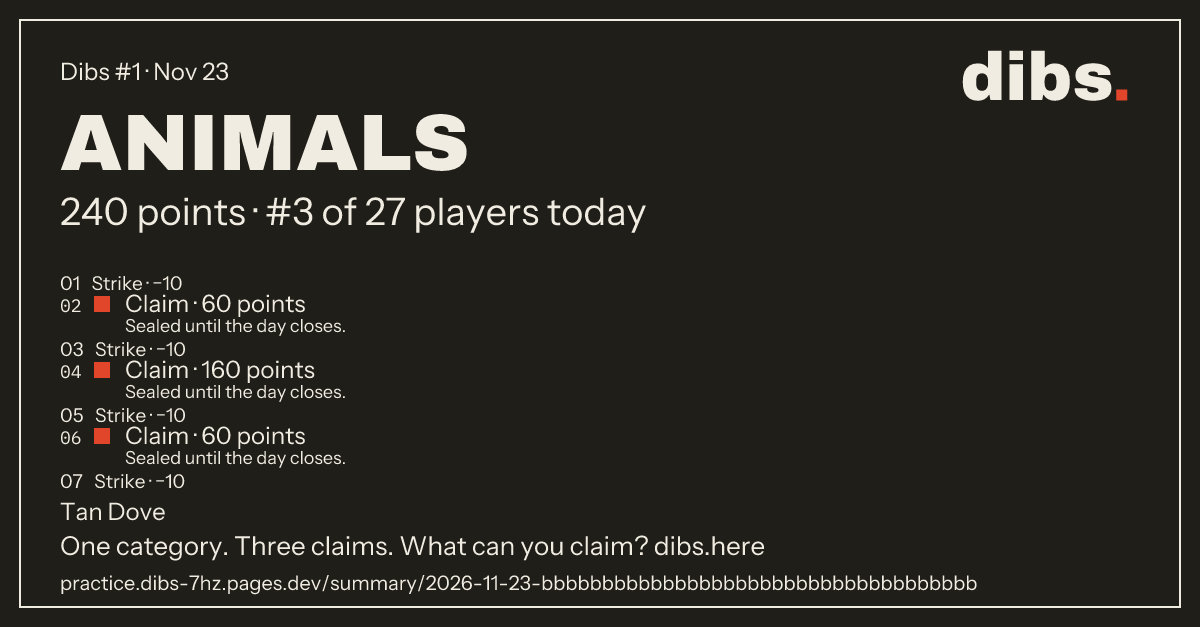 Dibs #1 · Nov 23
dibs.
ANIMALS
240 points · #3 of 27 players today
01 Strike · −10
02 Claim · 60 points
Sealed until the day closes.
03 Strike · −10
04 Claim · 160 points
Sealed until the day closes.
05 Strike · −10
06 Claim · 60 points
Sealed until the day closes.
07 Strike · −10
Tan Dove
One category. Three claims. What can you claim? dibs.here
practice.dibs-7hz.pages.dev/summary/2026-11-23-bbbbbbbbbbbbbbbbbbbbbbbbbbbbbbbbbbbb